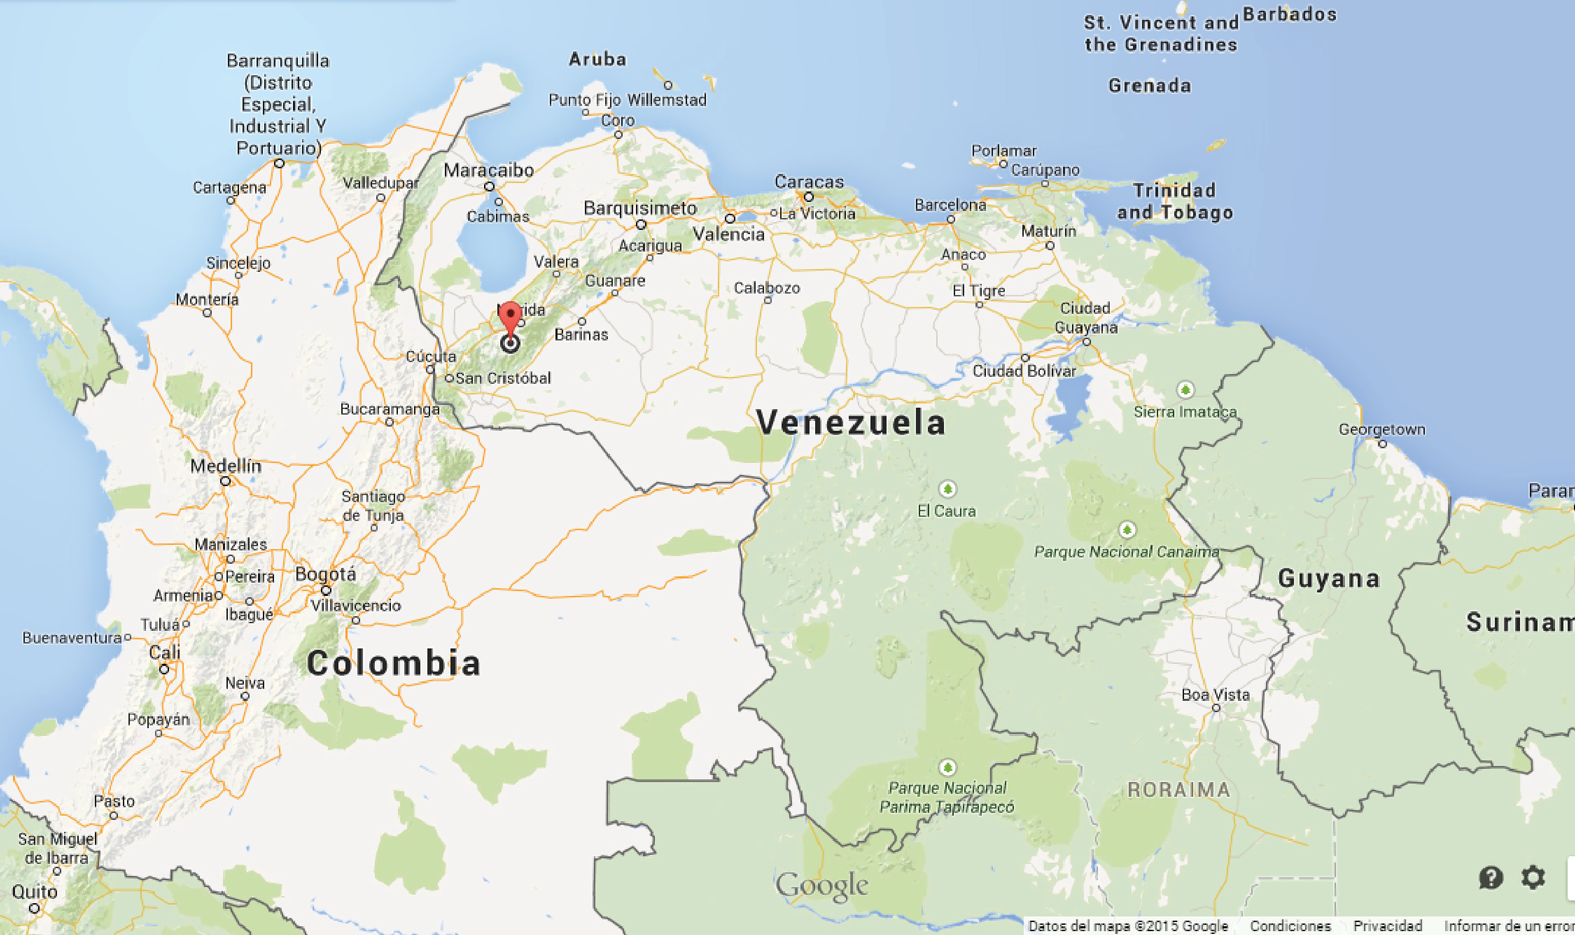 St. Vincent and
the Grenadines
Barbados
Grenada
Aruba
Barranquilla
(Distrito
Especial,
Industrial Y
Portuario)
Punto Fijo
Willemstad
Coro
Porlamar
Carúpano
Trinidad
and Tobago
Cartagena
Valledupar
Maracaibo
Cabimas
Caracas
La Victoria
Barquisimeto
Valencia
Barcelona
Maturín
Acarigua
Anaco
Sincelejo
Valera
Guanare
Calabozo
El Tigre
Montería
Barinas
Ciudad
Guayana
Cúcuta
San Cristóbal
Ciudad Bolívar
Bucaramanga
Venezuela
Sierra Imataca
Georgetown
Medellín
Santiago
de Tunja
El Caura
Parque Nacional Canaima
Manizales
Pereira
Bogotá
Armenia
Ibagué
Villavicencio
Guyana
Tuluá
Buenaventura
Cali
Colombia
Neiva
Popayán
Boa Vista
RORAIMA
Parque Nacional
Parima Tapirapecó
Pasto
San Miguel
de Ibarra
Quito
Google
Datos del mapa ©2015 Google
Condiciones
Privacidad
Informar de un error